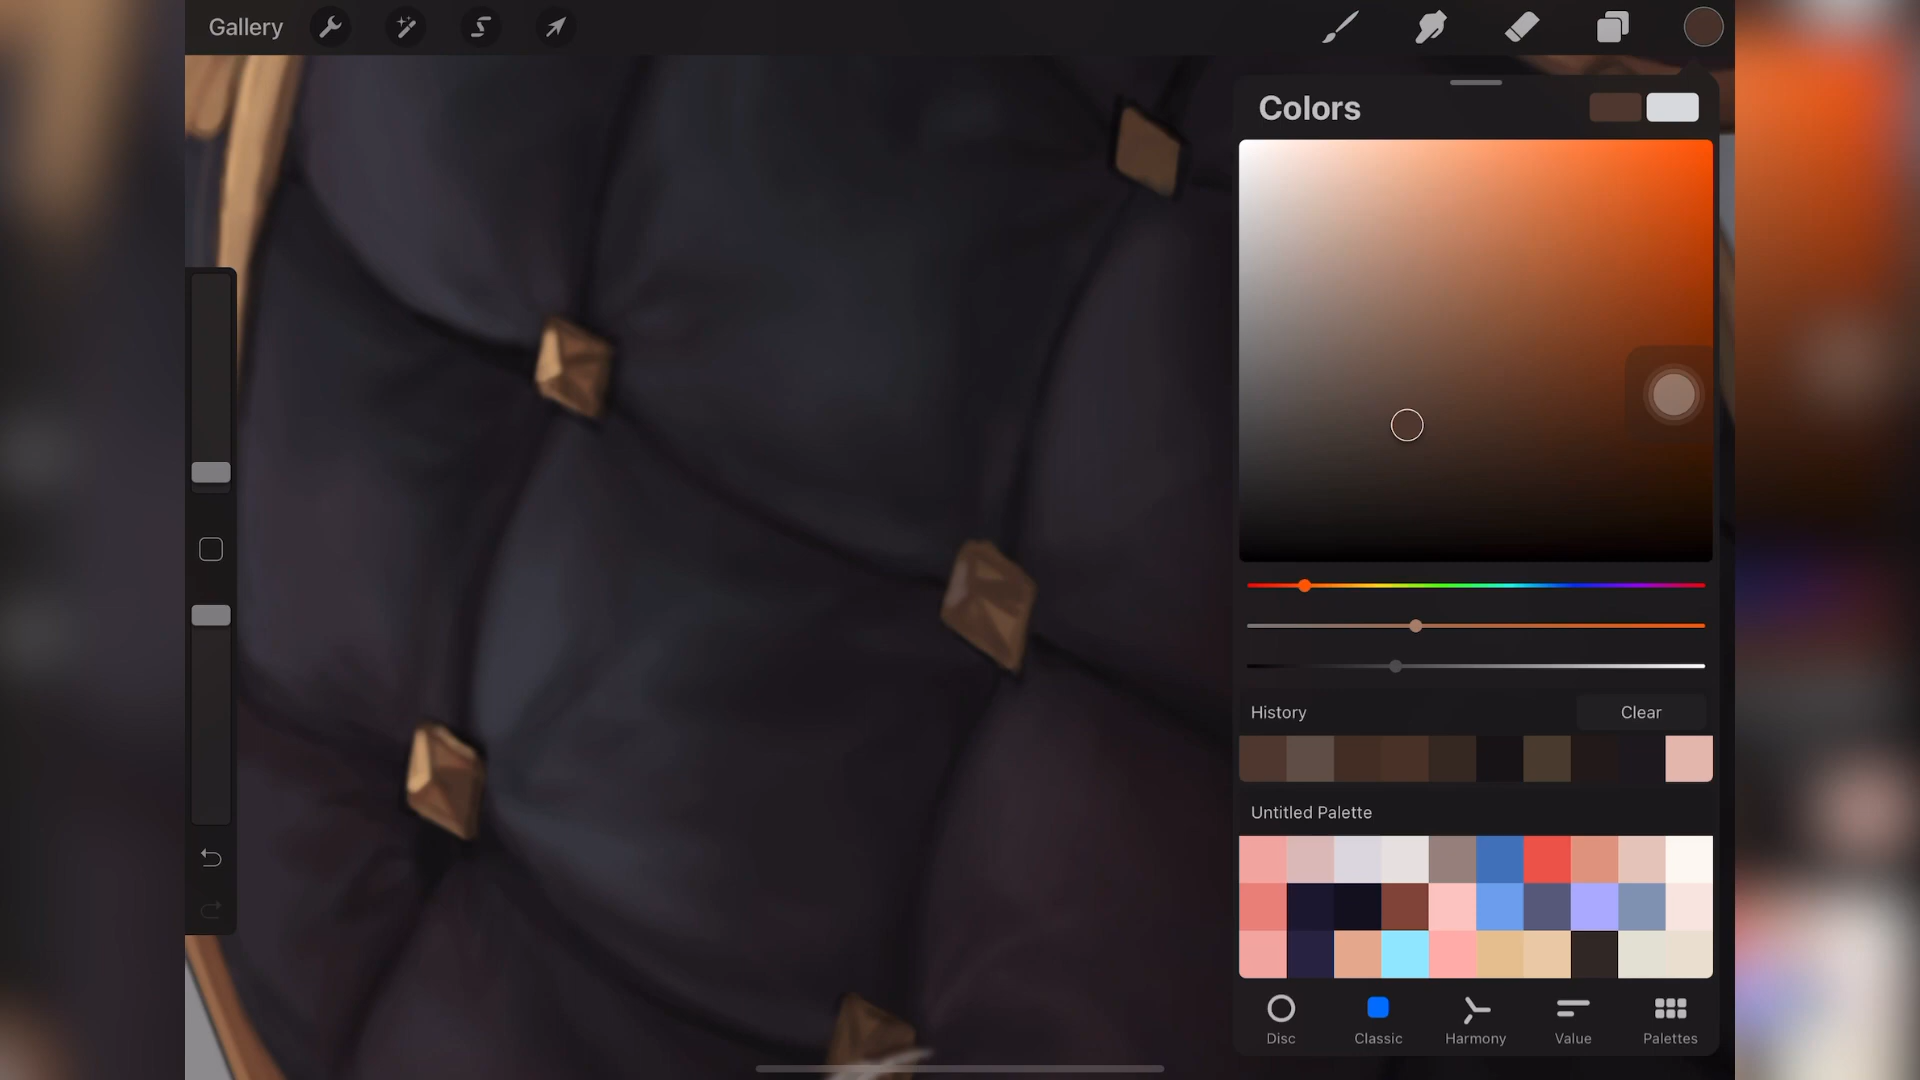 Gallery
Colors
History
Clear
Untitled Palette
Disc
Classic
Harmony
Value
Palettes